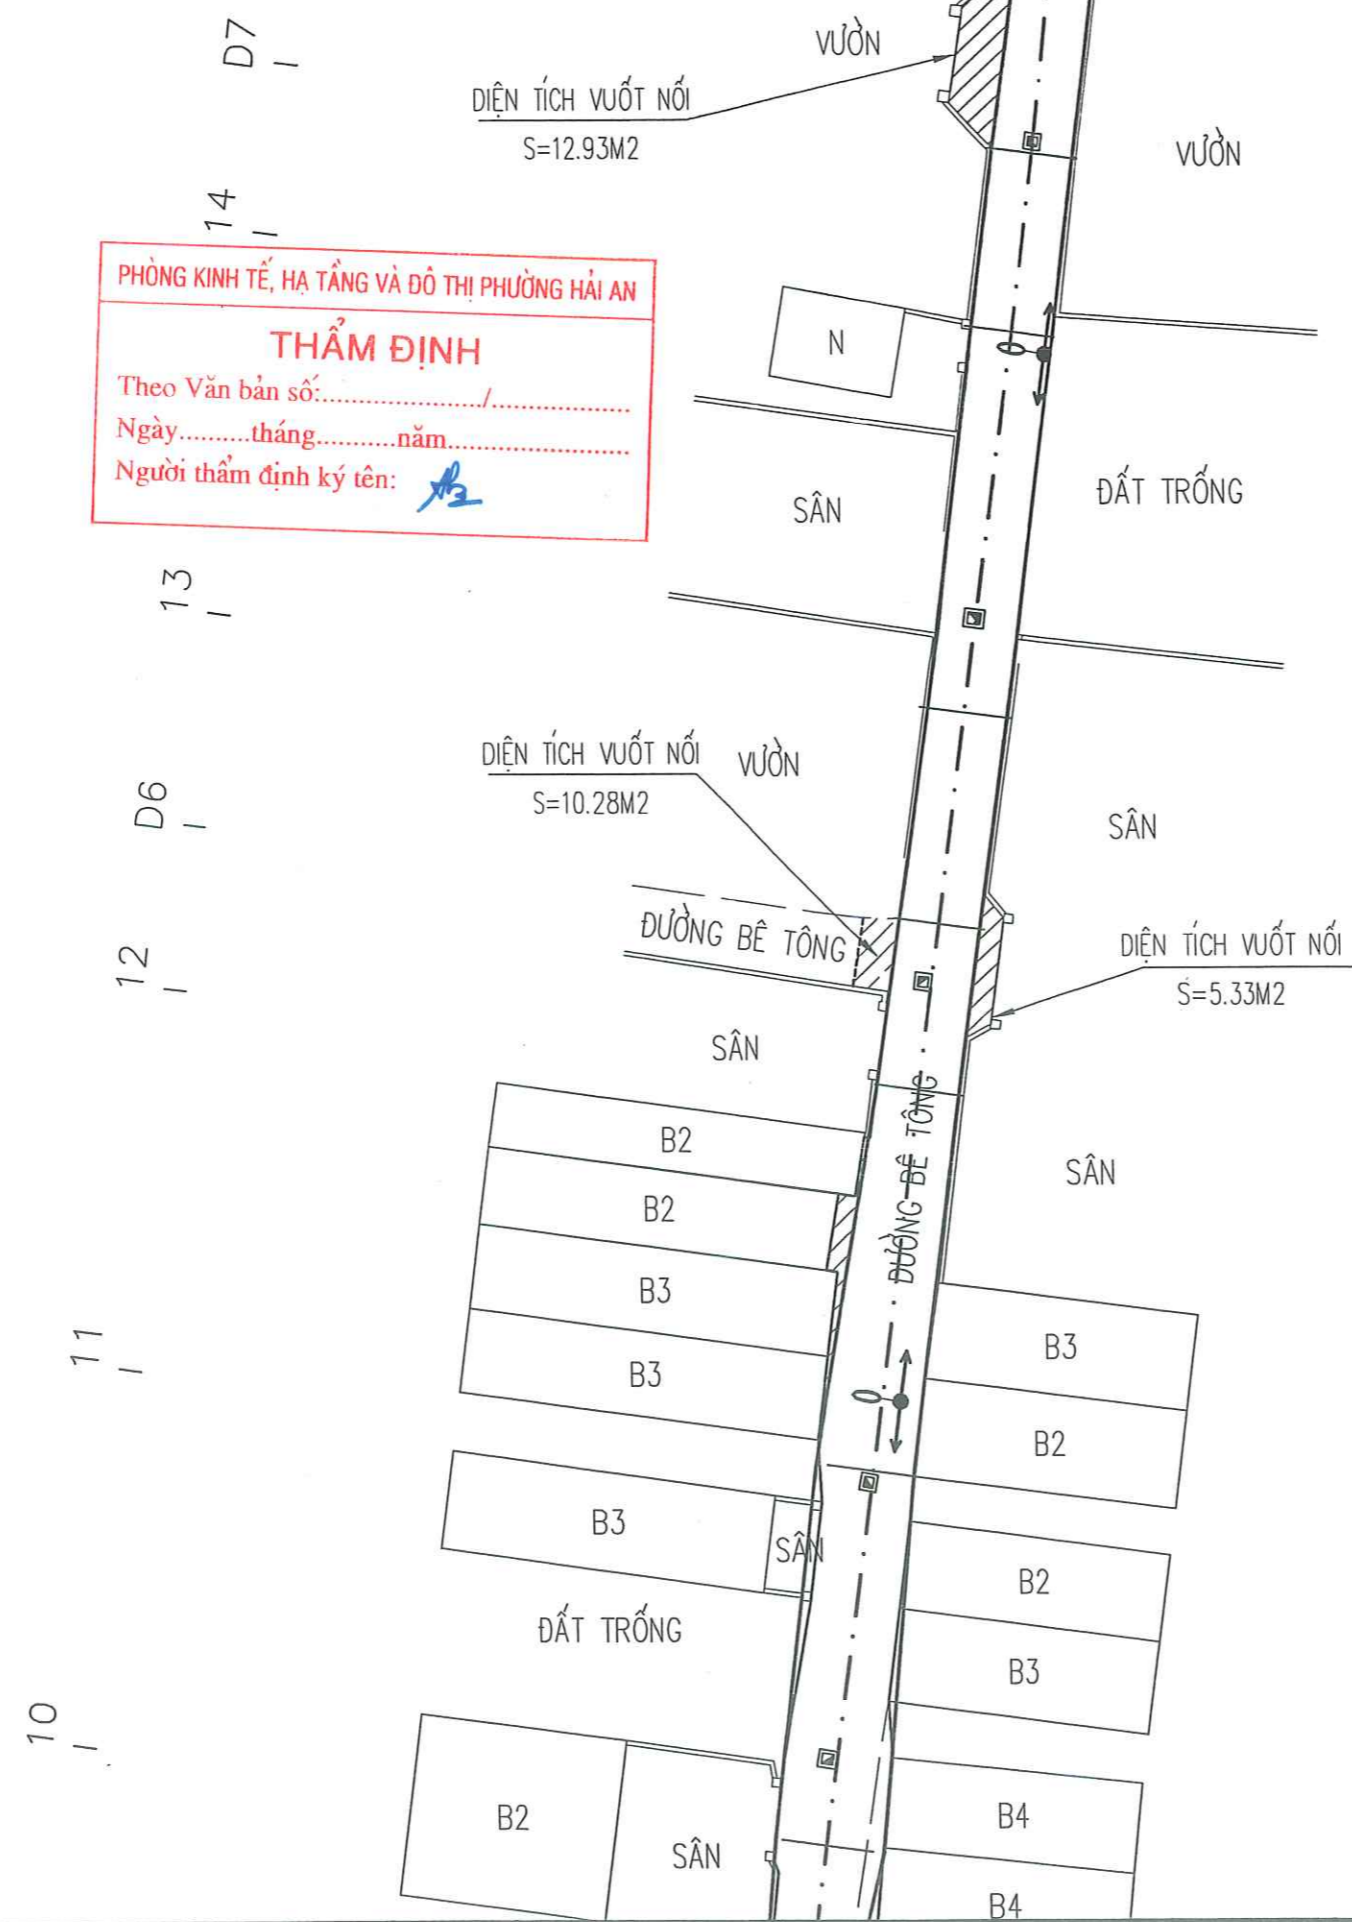 D7
VƯỜN
DIỆN TÍCH VUỐT NỐI
S=12.93M2
VƯỜN
14
PHÒNG KINH TẾ, HẠ TẦNG VÀ ĐÔ THỊ PHƯỜNG HẢI AN
THẨM ĐỊNH
Theo Văn bản số:...................../...................
Ngày..........tháng...........năm.........................
Người thẩm định ký tên:
N
SÂN
ĐẤT TRỐNG
13
DIỆN TÍCH VUỐT NỐI
S=10.28M2
VƯỜN
D6
SÂN
ĐƯỜNG BÊ TÔNG
DIỆN TÍCH VUỐT NỐI
S=5.33M2
12
SÂN
B2
SÂN
B2
ĐƯỜNG BÊ TÔNG
B3
B3
11
B3
B2
B3
SÂN
B2
ĐẤT TRỐNG
B3
10
B2
SÂN
B4
B4